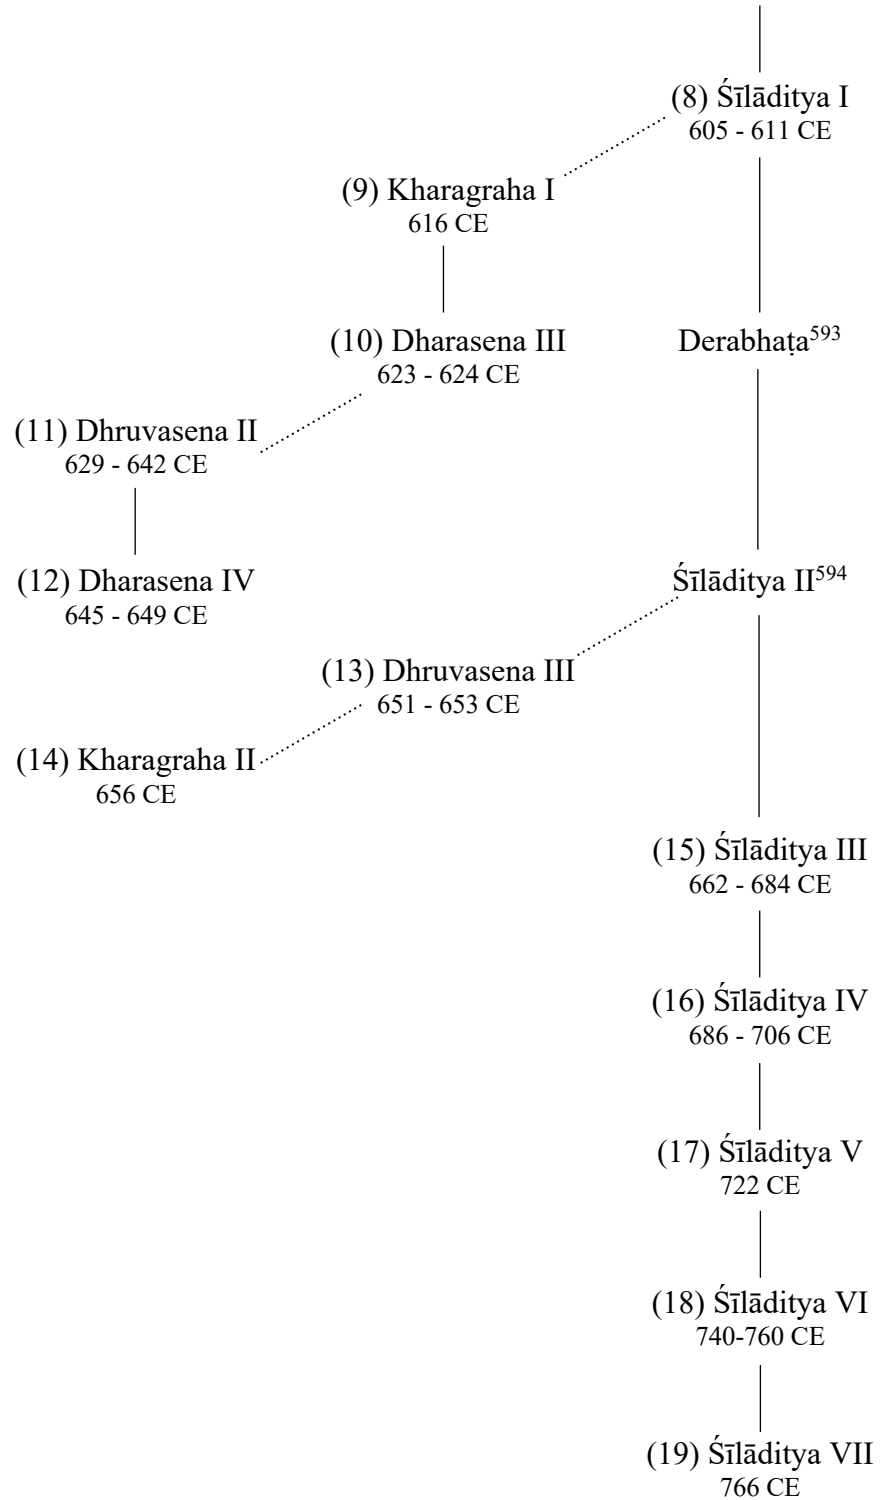 (8) Śīlāditya I
605 - 611 CE
(9) Kharagraha I
616 CE
(10) Dharasena III
Derabhaṭa593
623 - 624 CE
(11) Dhruvasena II
629 - 642 CE
(12) Dharasena IV
Śīlāditya II594
645 - 649 CE
(13) Dhruvasena III
651 - 653 CE
(14) Kharagraha II
656 CE
(15) Śīlāditya III
662 - 684 CE
(16) Śīlāditya IV
686 - 706 CE
(17) Śīlāditya V
722 CE
(18) Śīlāditya VI
740-760 CE
(19) Śīlāditya VII
766 CE